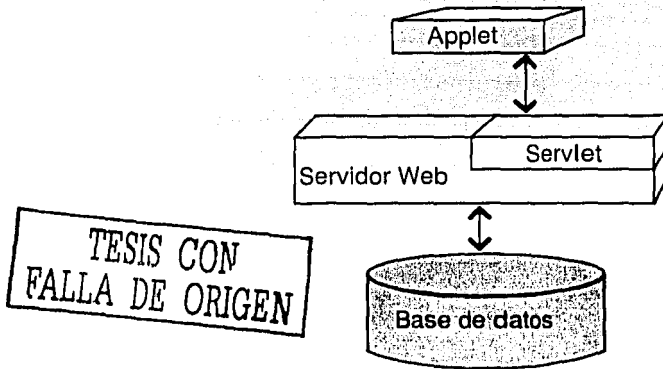 Applet
Servlet
Servidor Web
TESIS CON
FALLA DE ORIGEN
Base de datos